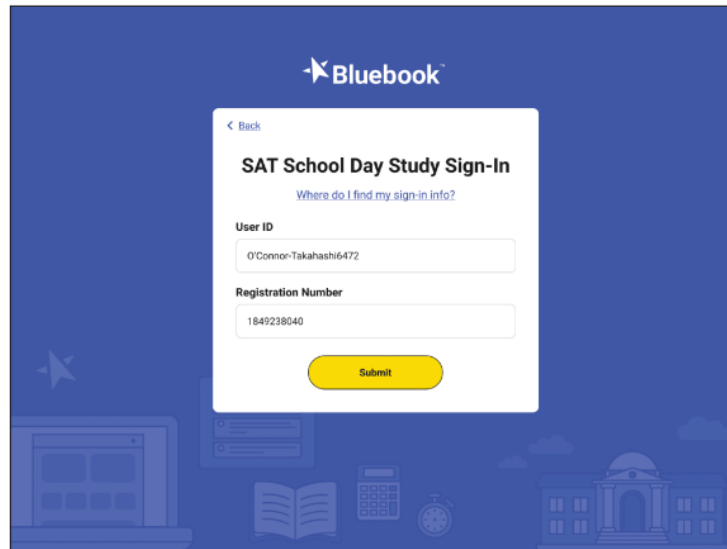 Bluebook™
Back
SAT School Day Study Sign-In
Where do I find my sign-in info?
User ID
O'Connor-Takahashi6472
Registration Number
1849238040
Submit